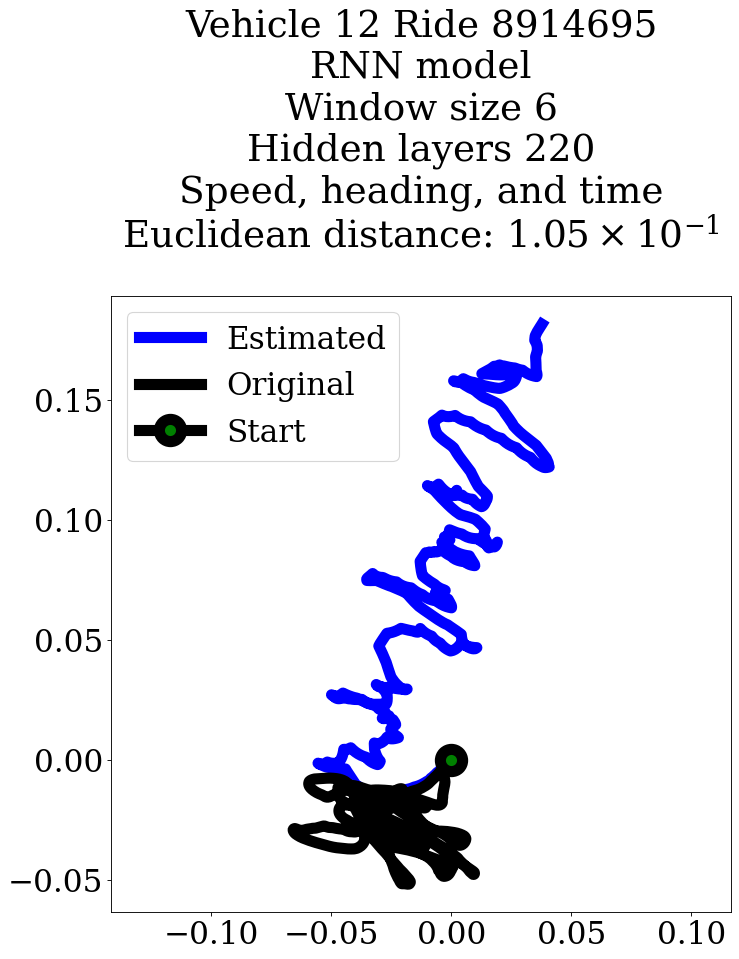 Vehicle 12 Ride 8914695
RNN model
Window size 6
Hidden layers 220
Speed, heading, and time
Euclidean distance: 1.05 × 10⁻¹
Estimated
Original
Start
0.15
0.10
0.05
0.00
−0.05
−0.10 −0.05 0.00 0.05 0.10